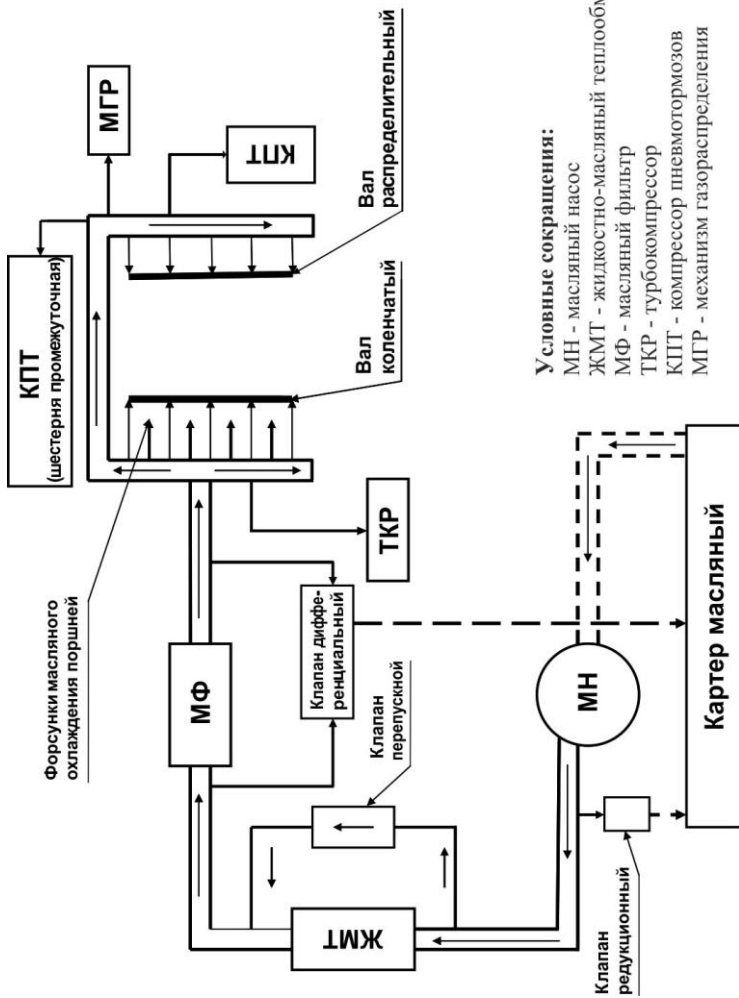 КПТ
(шестерня промежуточная)
МГР
КПТ
Форсунки масляного
охлаждения поршней
МФ
Вал
коленчатый
Вал
распределительный
Клапан диффе-
ренциальный
ТКР
Клапан
перепускной
ЖМТ
МН
Клапан
редукционный
Картер масляный
Условные сокращения:
МН - масляный насос
ЖМТ - жидкостно-масляный теплообм
МФ - масляный фильтр
ТКР - турбокомпрессор
КПТ - компрессор пневмотормозов
МГР - механизм газораспределения